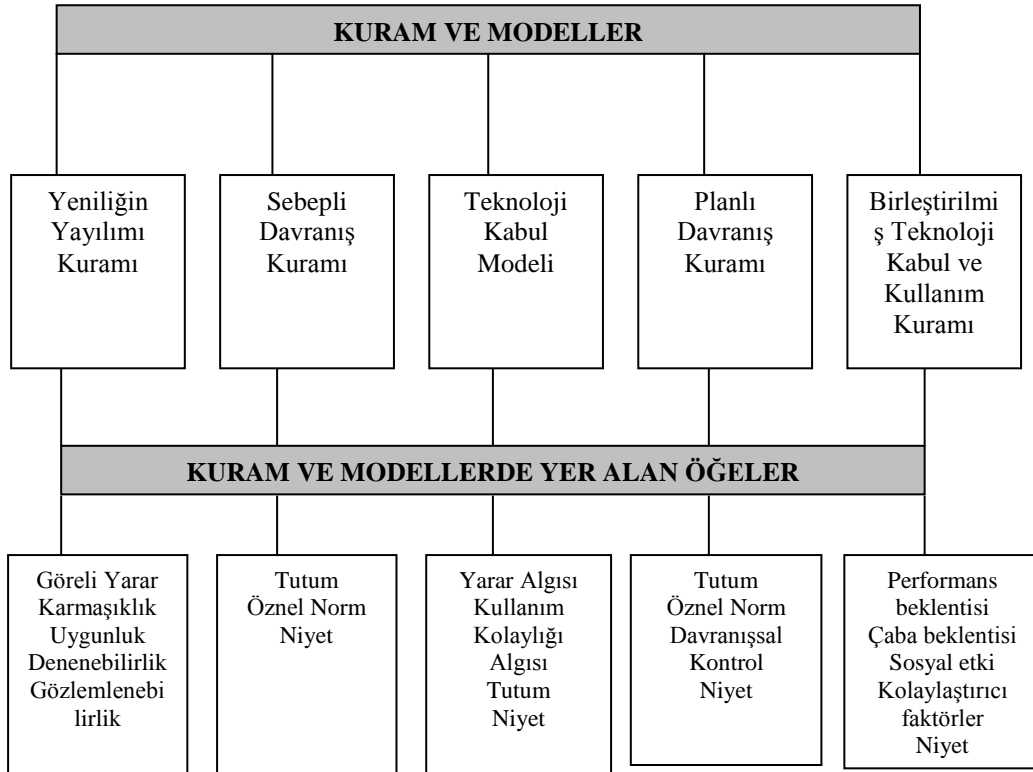 KURAM VE MODELLER
Yeniliğin
Yayılımı
Kuramı
Sebepli
Davranış
Kuramı
Teknoloji
Kabul
Modeli
Planlı
Davranış
Kuramı
Birleştirilmi
ş Teknoloji
Kabul ve
Kullanım
Kuramı
KURAM VE MODELLERDE YER ALAN ÖĞELER
Göreli Yarar
Karmaşıklık
Uygunluk
Denenebilirlik
Gözlemlenebi
lirlik
Tutum
Öznel Norm
Niyet
Yarar Algısı
Kullanım
Kolaylığı
Algısı
Tutum
Niyet
Tutum
Öznel Norm
Davranışsal
Kontrol
Niyet
Performans
beklentisi
Çaba beklentisi
Sosyal etki
Kolaylaştırıcı
faktörler
Niyet